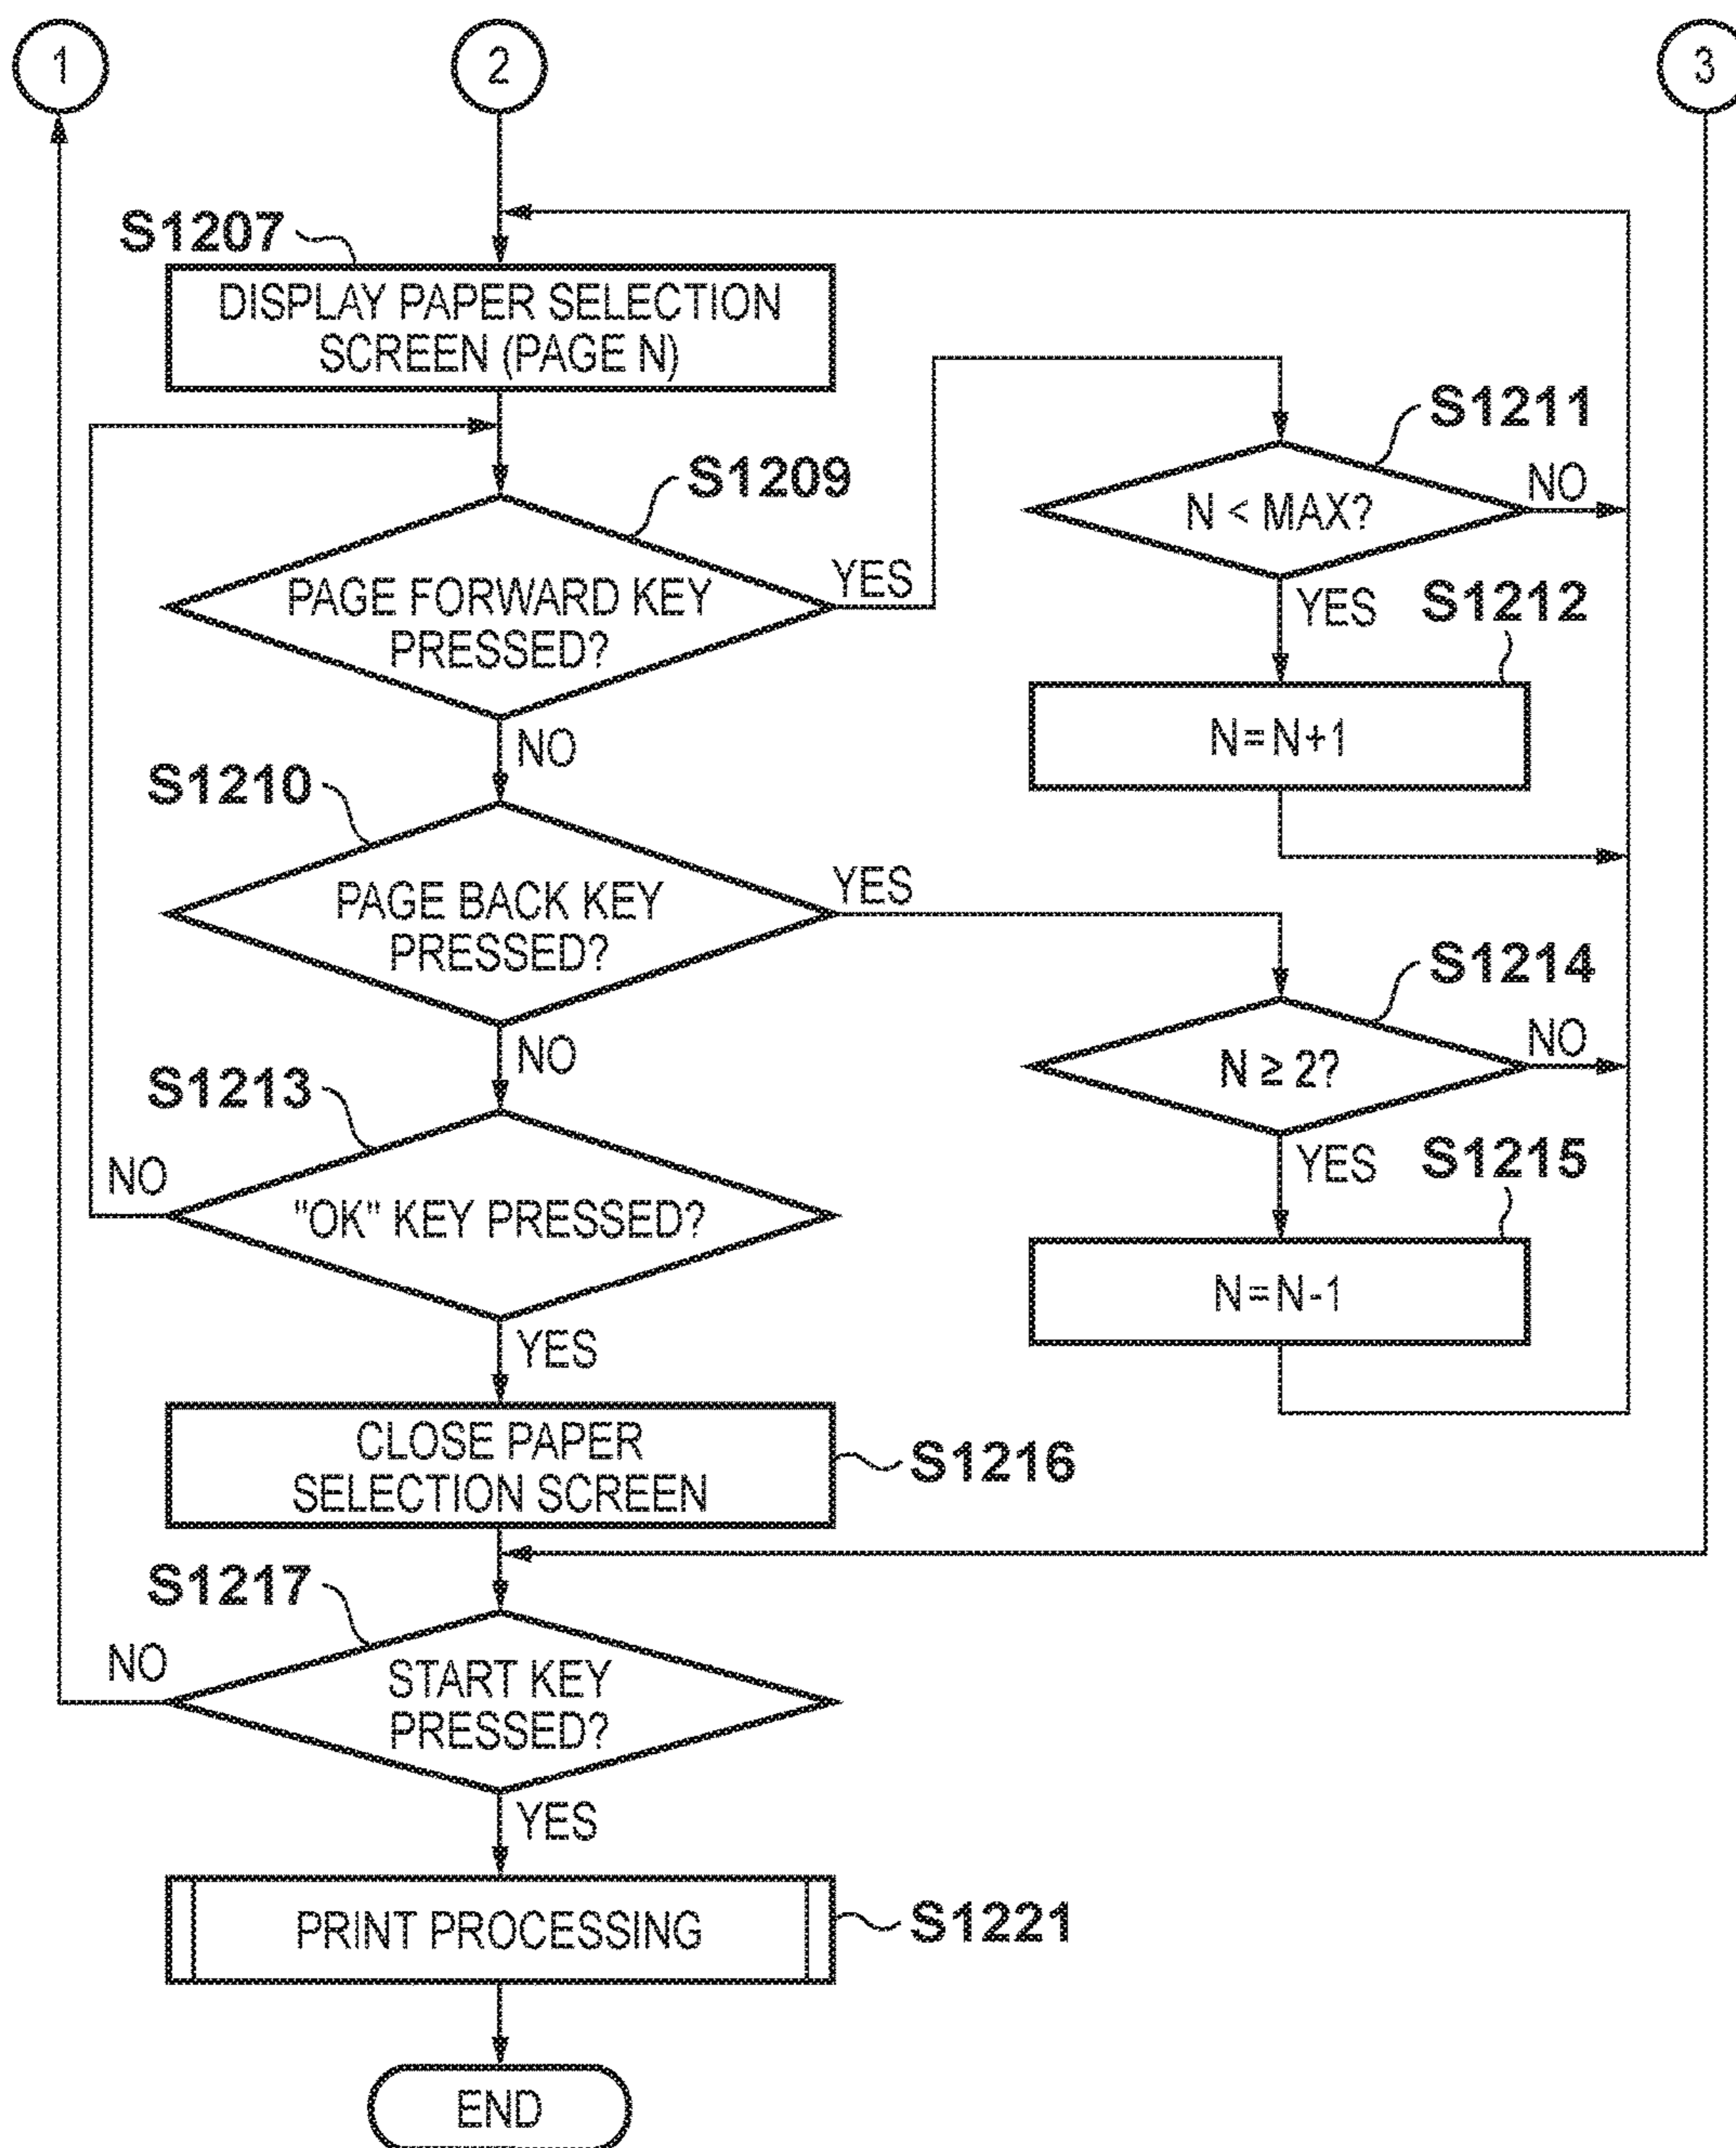 1
2
3
S1207
DISPLAY PAPER SELECTION
SCREEN (PAGE N)
S1209
PAGE FORWARD KEY
PRESSED?
YES
NO
S1211
N < MAX?
NO
YES
S1212
N=N+1
S1210
PAGE BACK KEY
PRESSED?
YES
NO
S1214
N ≥ 2?
NO
YES
S1215
N=N-1
S1213
"OK" KEY PRESSED?
NO
YES
CLOSE PAPER
SELECTION SCREEN
S1216
S1217
START KEY
PRESSED?
NO
YES
PRINT PROCESSING
S1221
END